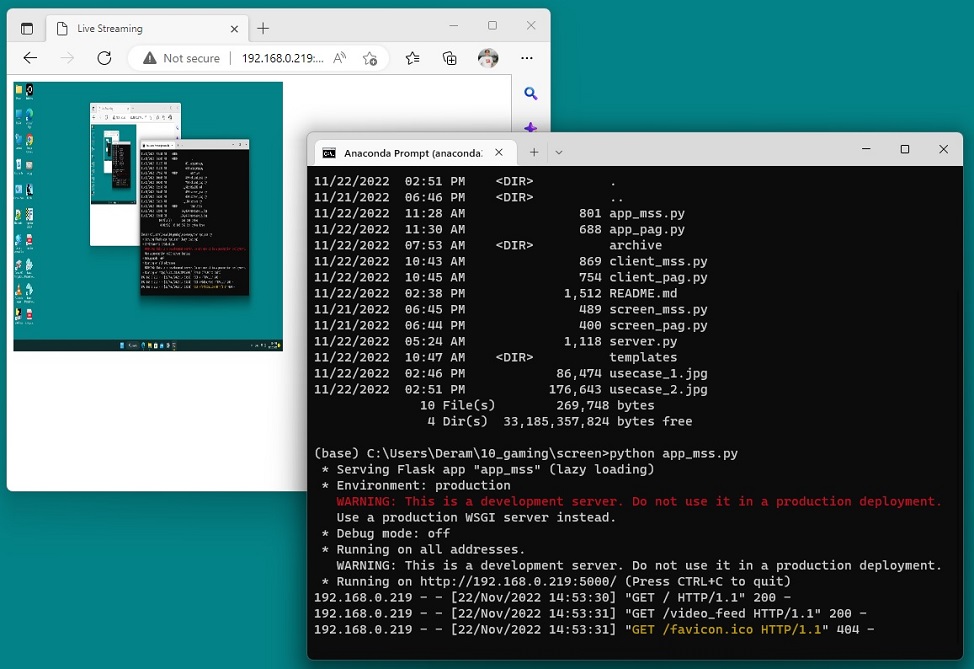 Live Streaming
Not secure
192.168.0.219:...
Anaconda Prompt (anaconda:
11/22/2022  02:51 PM    <DIR>          .
11/21/2022  06:46 PM    <DIR>          ..
11/22/2022  11:28 AM               801 app_mss.py
11/22/2022  11:30 AM               688 app_pag.py
11/22/2022  07:53 AM    <DIR>          archive
11/22/2022  10:43 AM               869 client_mss.py
11/22/2022  10:45 AM               754 client_pag.py
11/22/2022  02:38 PM             1,512 README.md
11/21/2022  06:45 PM               489 screen_mss.py
11/21/2022  06:44 PM               400 screen_pag.py
11/22/2022  05:24 AM             1,118 server.py
11/22/2022  10:47 AM    <DIR>          templates
11/22/2022  02:46 PM            86,474 usecase_1.jpg
11/22/2022  02:51 PM           176,643 usecase_2.jpg
              10 File(s)        269,748 bytes
               4 Dir(s)  33,185,357,824 bytes free
(base) C:\Users\Deram\10_gaming\screen>python app_mss.py
 * Serving Flask app "app_mss" (lazy loading)
 * Environment: production
   WARNING: This is a development server. Do not use it in a production deployment.
   Use a production WSGI server instead.
 * Debug mode: off
 * Running on all addresses.
   WARNING: This is a development server. Do not use it in a production deployment.
 * Running on http://192.168.0.219:5000/ (Press CTRL+C to quit)
192.168.0.219 - - [22/Nov/2022 14:53:30] "GET / HTTP/1.1" 200 -
192.168.0.219 - - [22/Nov/2022 14:53:31] "GET /video_feed HTTP/1.1" 200 -
192.168.0.219 - - [22/Nov/2022 14:53:31] "GET /favicon.ico HTTP/1.1" 404 -